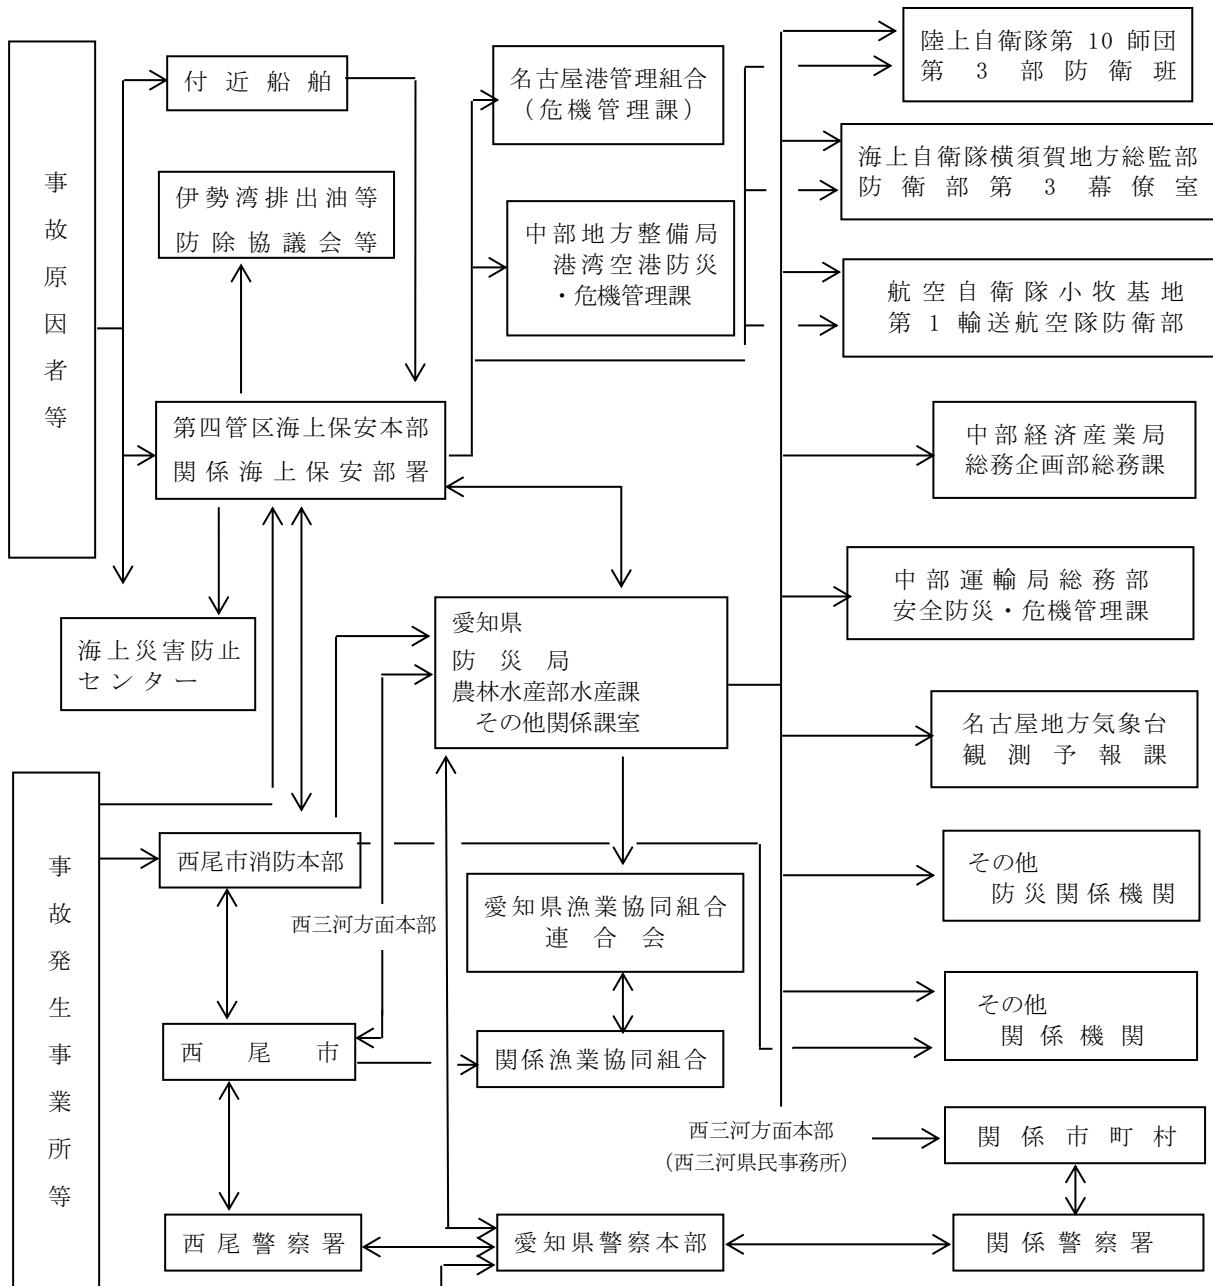 事故原因者等
付近船舶
伊勢湾排出油等
防除協議会等
第四管区海上保安本部
関係海上保安部署
海上災害防止
センター
名古屋港管理組合
(危機管理課)
中部地方整備局
港湾空港防災
・危機管理課
陸上自衛隊第10師団
第3部防衛班
海上自衛隊横須賀地方総監部
防衛部第3幕僚室
航空自衛隊小牧基地
第1輸送航空隊防衛部
中部経済産業局
総務企画部総務課
中部運輸局総務部
安全防災・危機管理課
愛知県
防災局
農林水産部水産課
その他関係課室
名古屋地方気象台
観測予報課
事故発生事業所等
西尾市消防本部
西三河方面本部
愛知県漁業協同組合
連合会
その他
防災関係機関
その他
関係機関
西尾市
関係漁業協同組合
西三河方面本部
(西三河県民事務所)
関係市町村
西尾警察署
愛知県警察本部
関係警察署